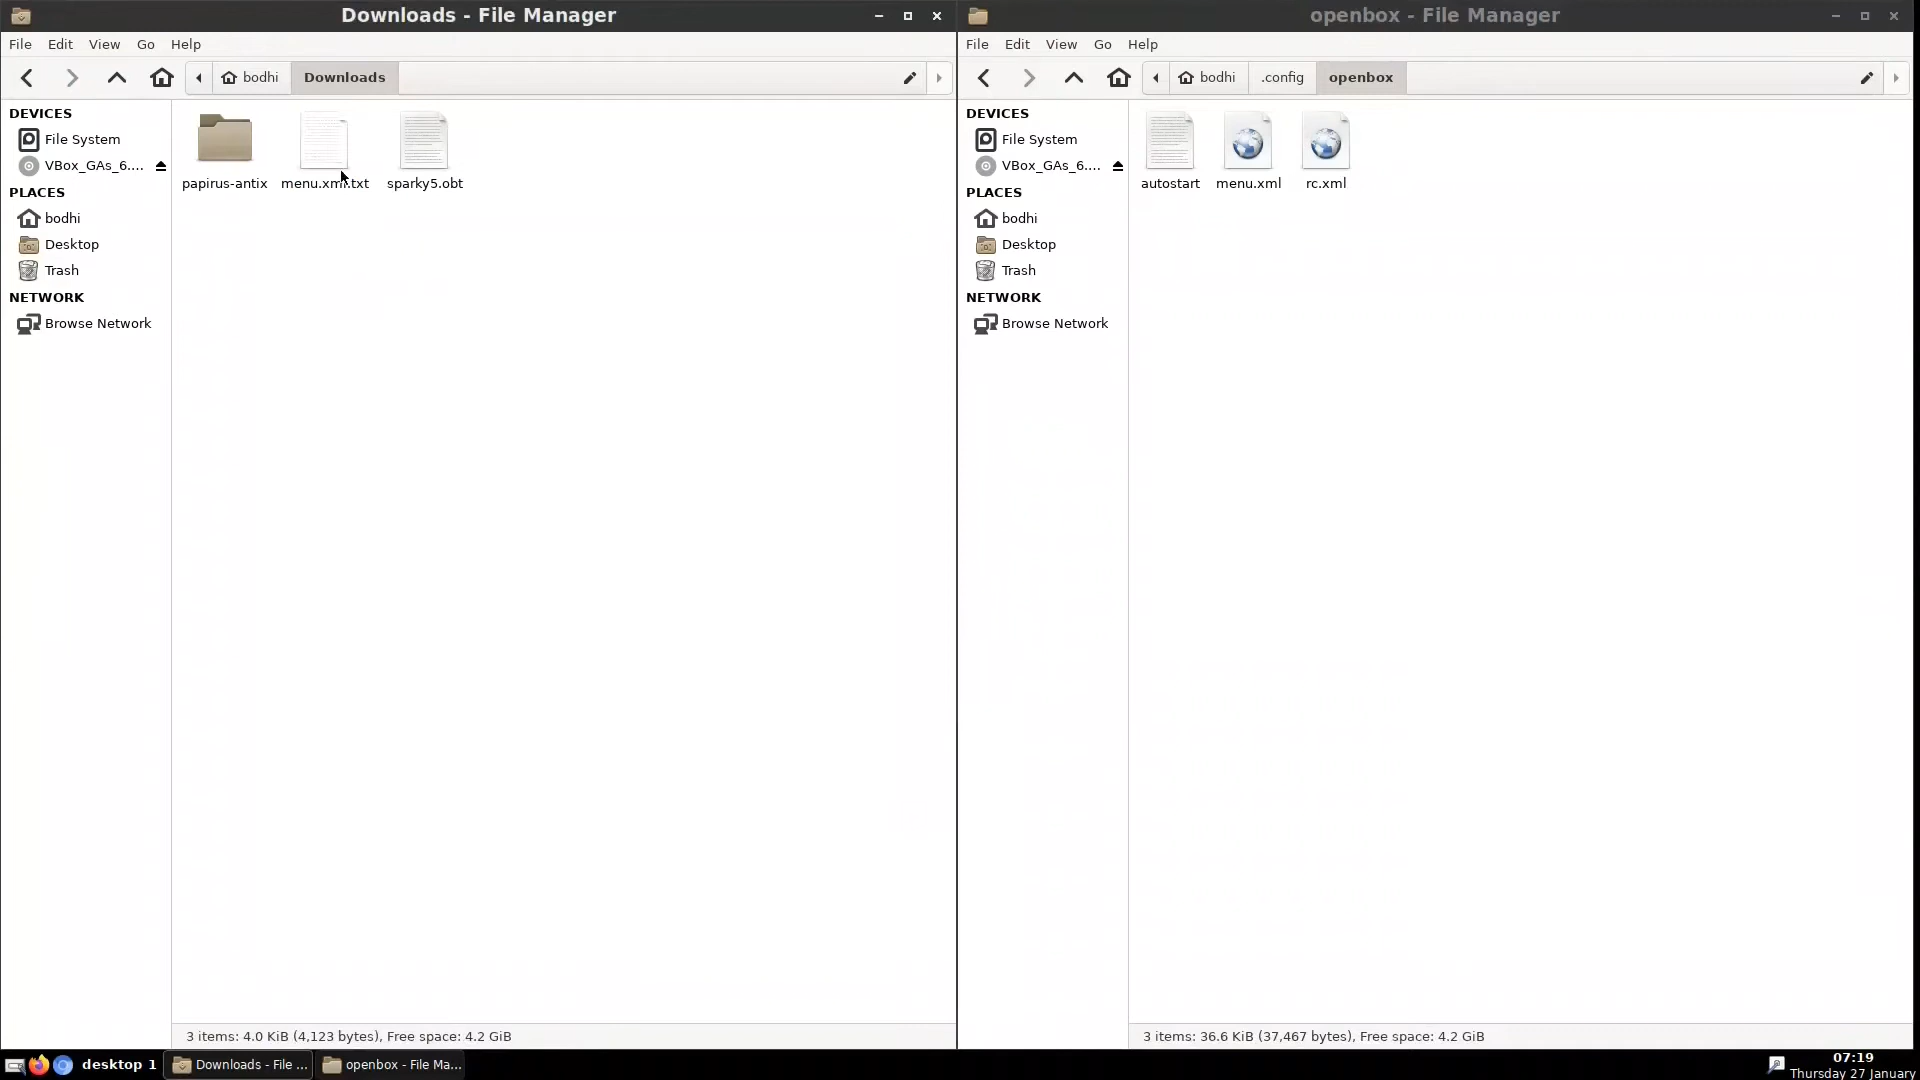 Downloads - File Manager
File Edit View Go Help
bodhi Downloads
DEVICES
File System
VBox_GAs_6....
PLACES
bodhi
Desktop
Trash
NETWORK
Browse Network
papirus-antix menu.xml.txt sparky5.obt
3 items: 4.0 KiB (4,123 bytes), Free space: 4.2 GiB
openbox - File Manager
File Edit View Go Help
bodhi .config openbox
DEVICES
File System
VBox_GAs_6....
PLACES
bodhi
Desktop
Trash
NETWORK
Browse Network
autostart menu.xml rc.xml
3 items: 36.6 KiB (37,467 bytes), Free space: 4.2 GiB
desktop 1 Downloads - File ... openbox - File Ma...
07:19
Thursday 27 January